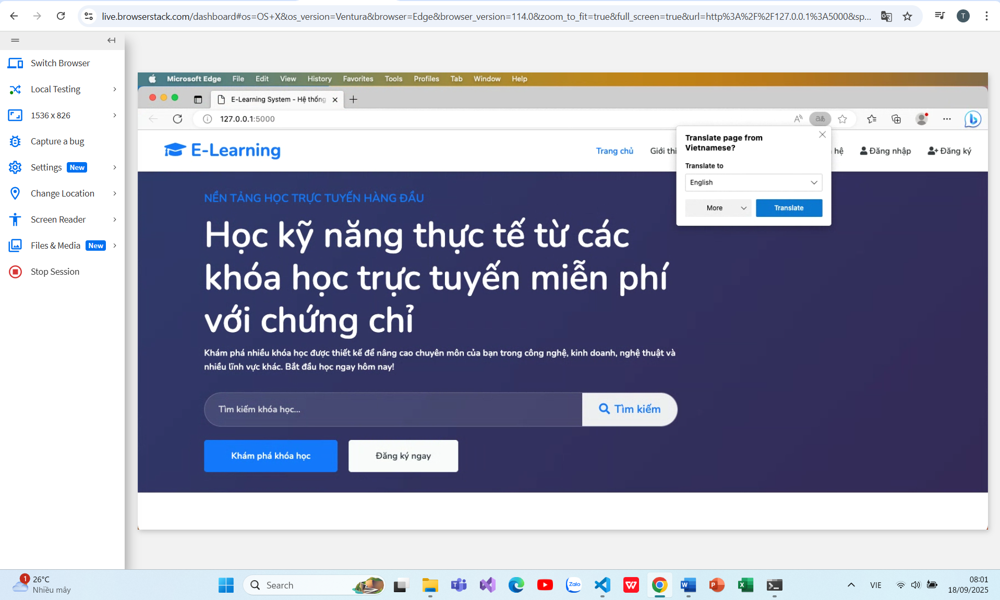 live.browserstack.com/dashboard#os=OS+X&os_version=Ventura&browser=Edge&browser_version=114.0&zoom_to_fit=true&full_screen=true&url=http%3A%2F%2F127.0.0.1%3A5000&sp...
T
Switch Browser
Local Testing
1536 x 826
Capture a bug
Settings New
Change Location
Screen Reader
Files & Media New
Stop Session
Microsoft Edge File Edit View History Favorites Tools Profiles Tab Window Help
E-Learning System - Hệ thống
127.0.0.1:5000
E-Learning
Trang chủ Giới thi hệ Đăng nhập Đăng ký
Translate page from
Vietnamese?
Translate to
English
More Translate
NỀN TẢNG HỌC TRỰC TUYẾN HÀNG ĐẦU
Học kỹ năng thực tế từ các
khóa học trực tuyến miễn phí
với chứng chỉ
Khám phá nhiều khóa học được thiết kế để nâng cao chuyên môn của bạn trong công nghệ, kinh doanh, nghệ thuật và
nhiều lĩnh vực khác. Bắt đầu học ngay hôm nay!
Tìm kiếm khóa học... Tìm kiếm
Khám phá khóa học Đăng ký ngay
1
26°C
Nhiều mây
Search
Zalo
VIE
08:01
18/09/2025